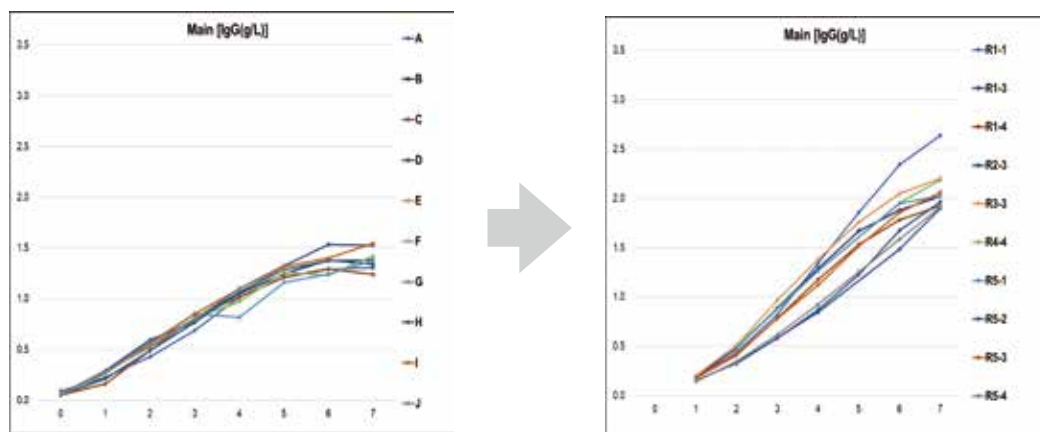 Main [IgG(g/L)]
3.5
3.0
2.5
2.0
1.5
1.0
0.5
0.0
0 1 2 3 4 5 6 7
A
B
C
D
E
F
G
H
I
J
Main [IgG(g/L)]
3.5
3.0
2.5
2.0
1.5
1.0
0.5
0.0
0 1 2 3 4 5 6 7
R1-1
R1-3
R1-4
R2-3
R3-3
R4-4
R5-1
R5-2
R5-3
R5-4